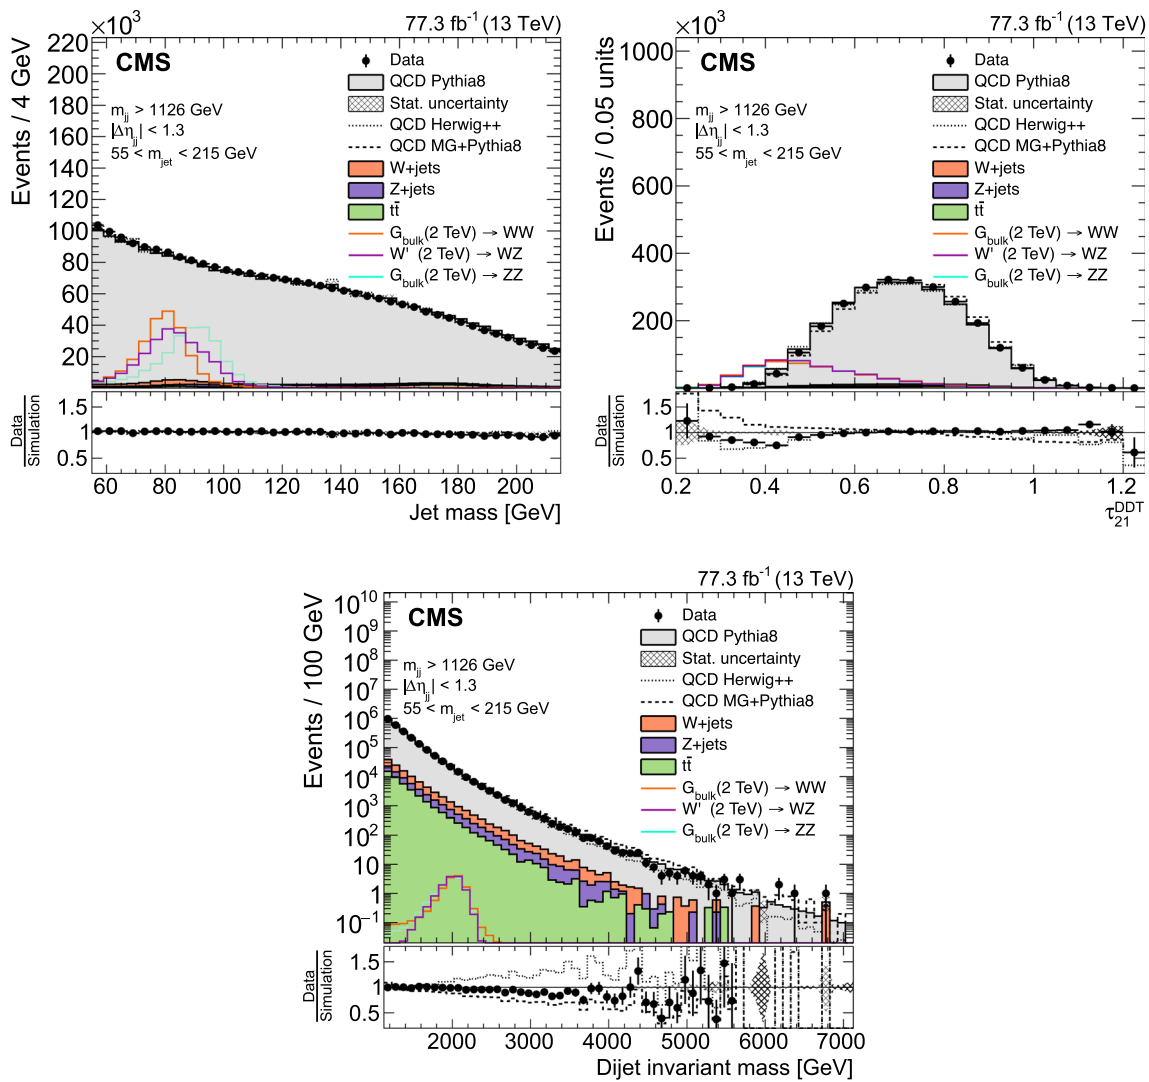 ×10³
77.3 fb⁻¹ (13 TeV)
CMS
Data
QCD Pythia8
Stat. uncertainty
QCD Herwig++
QCD MG+Pythia8
W+jets
Z+jets
tt̄
G_bulk(2 TeV) → WW
W' (2 TeV) → WZ
G_bulk(2 TeV) → ZZ
m_jj > 1126 GeV
|Δη_jj| < 1.3
55 < m_jet < 215 GeV
Events / 4 GeV
220
200
180
160
140
120
100
80
60
40
20
Data
Simulation
1.5
1
0.5
60 80 100 120 140 160 180 200
Jet mass [GeV]
×10³
77.3 fb⁻¹ (13 TeV)
CMS
Data
QCD Pythia8
Stat. uncertainty
QCD Herwig++
QCD MG+Pythia8
W+jets
Z+jets
tt̄
G_bulk(2 TeV) → WW
W' (2 TeV) → WZ
G_bulk(2 TeV) → ZZ
m_jj > 1126 GeV
|Δη_jj| < 1.3
55 < m_jet < 215 GeV
Events / 0.05 units
1000
800
600
400
200
Data
Simulation
1.5
1
0.5
0.2 0.4 0.6 0.8 1 1.2
τ₂₁^DDT
77.3 fb⁻¹ (13 TeV)
CMS
Data
QCD Pythia8
Stat. uncertainty
QCD Herwig++
QCD MG+Pythia8
W+jets
Z+jets
tt̄
G_bulk(2 TeV) → WW
W' (2 TeV) → WZ
G_bulk(2 TeV) → ZZ
m_jj > 1126 GeV
|Δη_jj| < 1.3
55 < m_jet < 215 GeV
Events / 100 GeV
10¹⁰
10⁹
10⁸
10⁷
10⁶
10⁵
10⁴
10³
10²
10
1
10⁻¹
Data
Simulation
1.5
1
0.5
2000 3000 4000 5000 6000 7000
Dijet invariant mass [GeV]